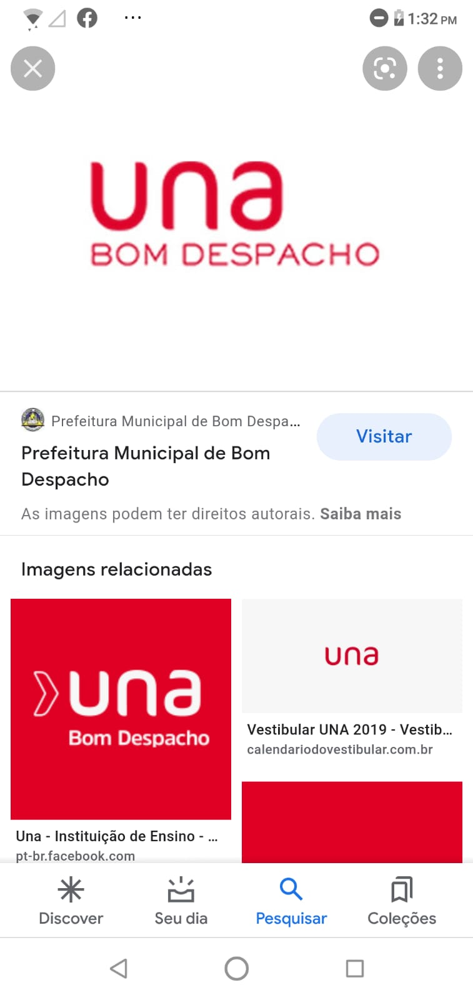 1:32 PM
una
BOM DESPACHO
Prefeitura Municipal de Bom Despa...
Prefeitura Municipal de Bom
Despacho
Visitar
As imagens podem ter direitos autorais. Saiba mais
Imagens relacionadas
una
Bom Despacho
Una - Instituição de Ensino - ...
pt-br.facebook.com
una
Vestibular UNA 2019 - Vestib...
calendariodovestibular.com.br
Discover
Seu dia
Pesquisar
Coleções